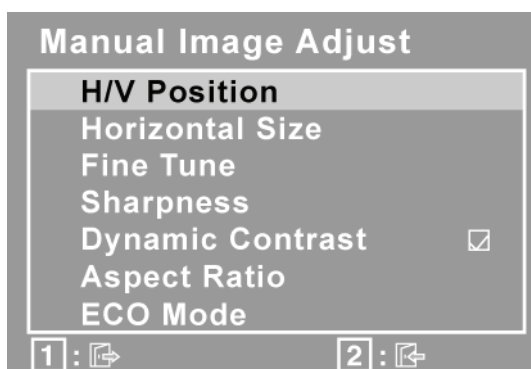 Manual Image Adjust
H/V Position
Horizontal Size
Fine Tune
Sharpness
Dynamic Contrast
Aspect Ratio
ECO Mode
1 : 2 :